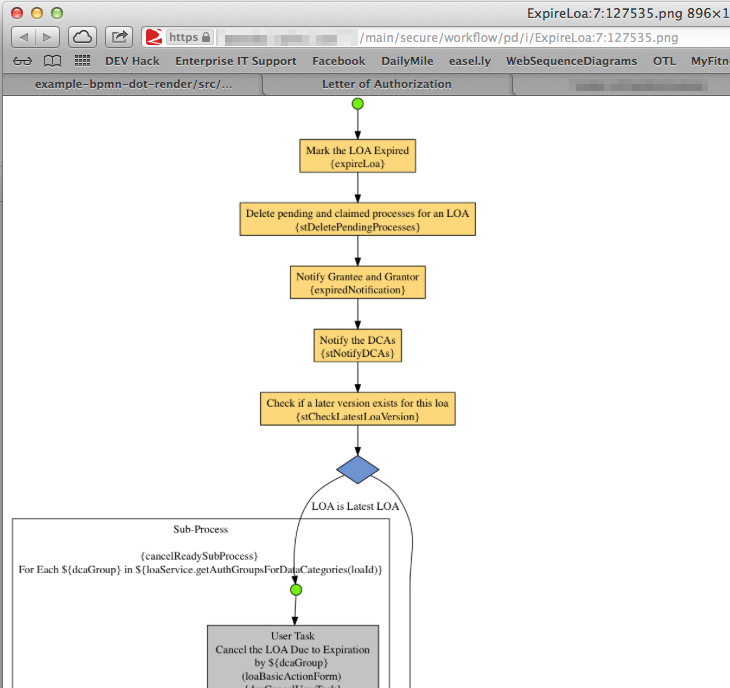 ExpireLoa:7:127535.png 896×1
https /main/secure/workflow/pd/i/ExpireLoa:7:127535.png
DEV Hack Enterprise IT Support Facebook DailyMile easel.ly WebSequenceDiagrams OTL MyFitn
example-bpmn-dot-render/src/... Letter of Authorization
Mark the LOA Expired
{expireLoa}
Delete pending and claimed processes for an LOA
{stDeletePendingProcesses}
Notify Grantee and Grantor
{expiredNotification}
Notify the DCAs
{stNotifyDCAs}
Check if a later version exists for this loa
{stCheckLatestLoaVersion}
LOA is Latest LOA
Sub-Process
{cancelReadySubProcess}
For Each ${dcaGroup} in ${loaService.getAuthGroupsForDataCategories(loaId)}
User Task
Cancel the LOA Due to Expiration
by ${dcaGroup}
(loaBasicActionForm)